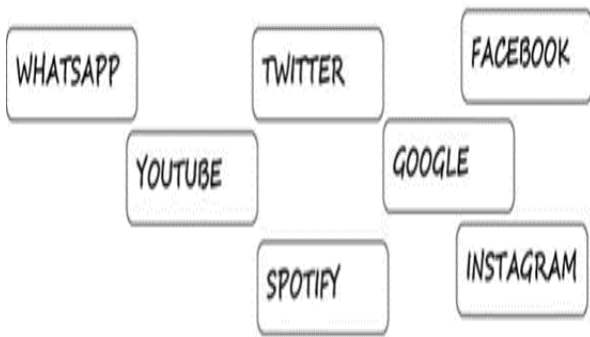 WHATSAPP
TWITTER
FACEBOOK
YOUTUBE
GOOGLE
SPOTIFY
INSTAGRAM